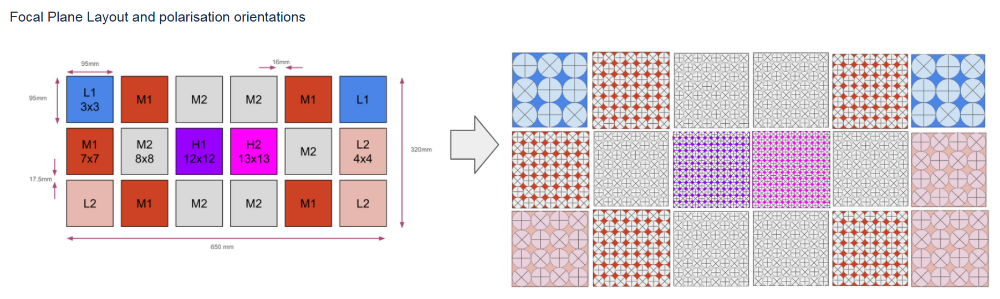 Focal Plane Layout and polarisation orientations
95mm
16mm
95mm
L1
3x3
M1
M2
M2
M1
L1
M1
7x7
M2
8x8
H1
12x12
H2
13x13
M2
L2
4x4
320mm
17.5mm
L2
M1
M2
M2
M1
L2
650 mm